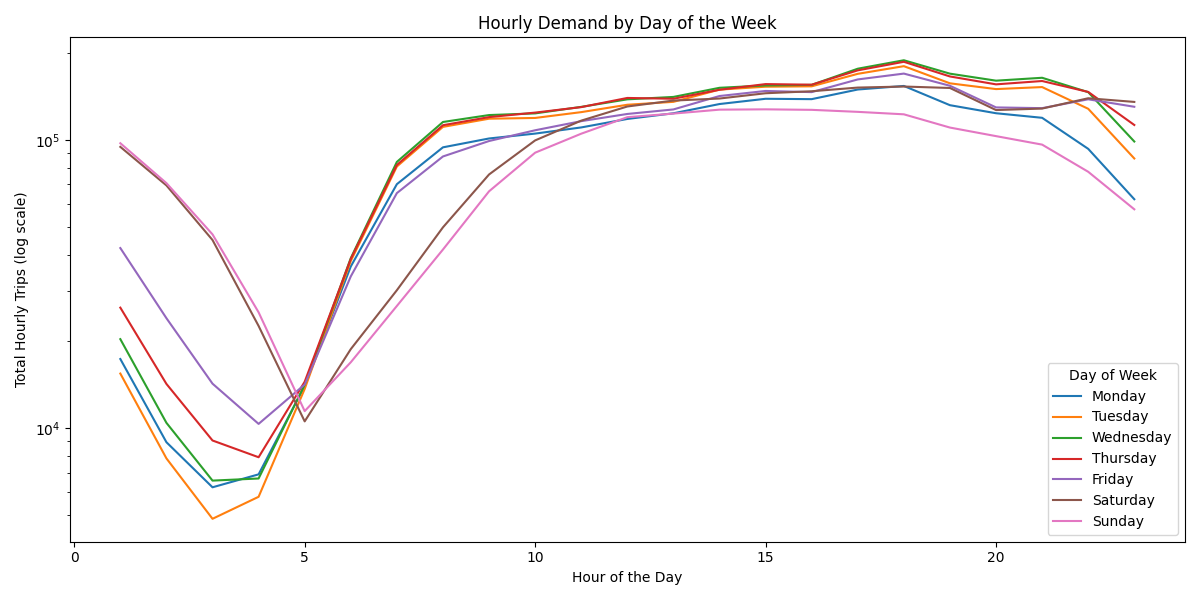 Hourly Demand by Day of the Week
Total Hourly Trips (log scale)
10^5
10^4
0 5 10 15 20
Hour of the Day
Day of Week
Monday
Tuesday
Wednesday
Thursday
Friday
Saturday
Sunday